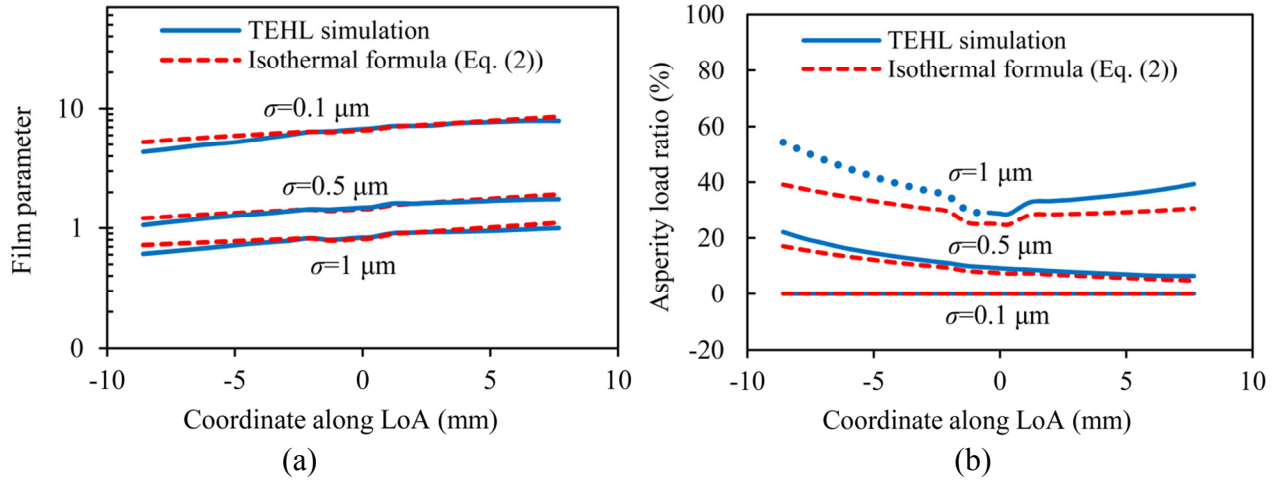 TEHL simulation
Isothermal formula (Eq. (2))
σ=0.1 μm
σ=0.5 μm
σ=1 μm
10
1
0
Film parameter
-10 -5 0 5 10
Coordinate along LoA (mm)
(a)
TEHL simulation
Isothermal formula (Eq. (2))
σ=1 μm
σ=0.5 μm
σ=0.1 μm
100
80
60
40
20
0
-20
Asperity load ratio (%)
-10 -5 0 5 10
Coordinate along LoA (mm)
(b)